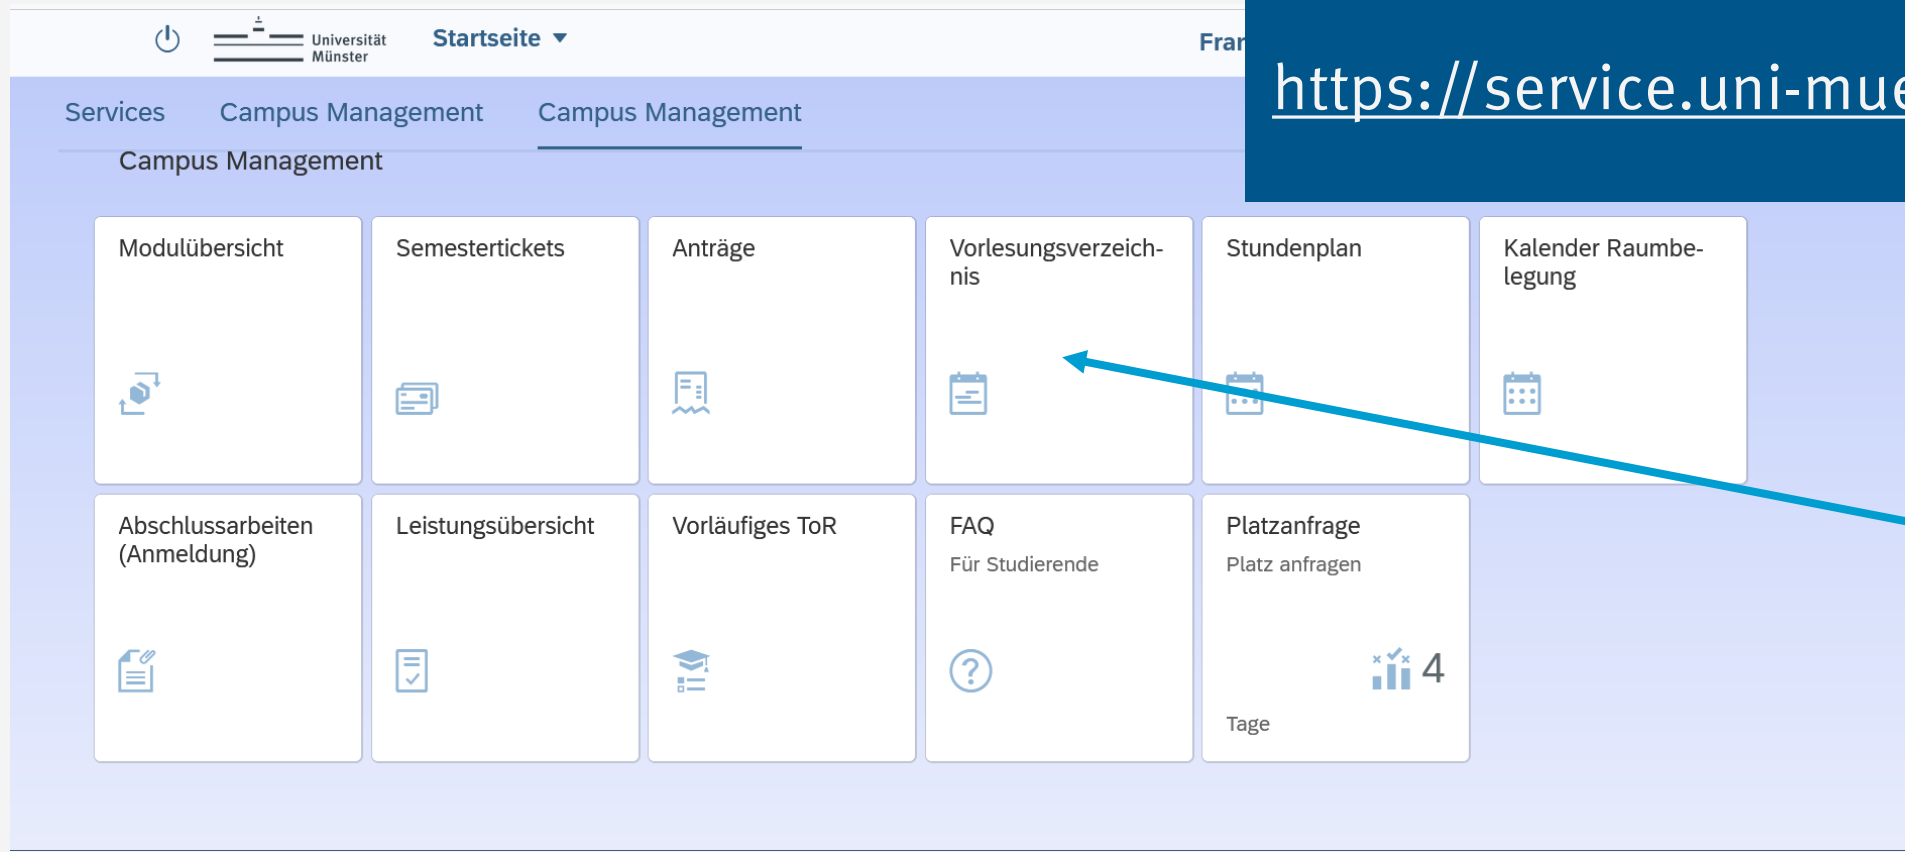 Universität
Münster
Startseite
https://service.uni-mue
Services
Campus Management
Campus Management
Campus Management
Modulübersicht
Semestertickets
Anträge
Vorlesungsverzeich-
nis
Stundenplan
Kalender Raumbe-
legung
Abschlussarbeiten
(Anmeldung)
Leistungsübersicht
Vorläufiges ToR
FAQ
Für Studierende
Platzanfrage
Platz anfragen
4
Tage